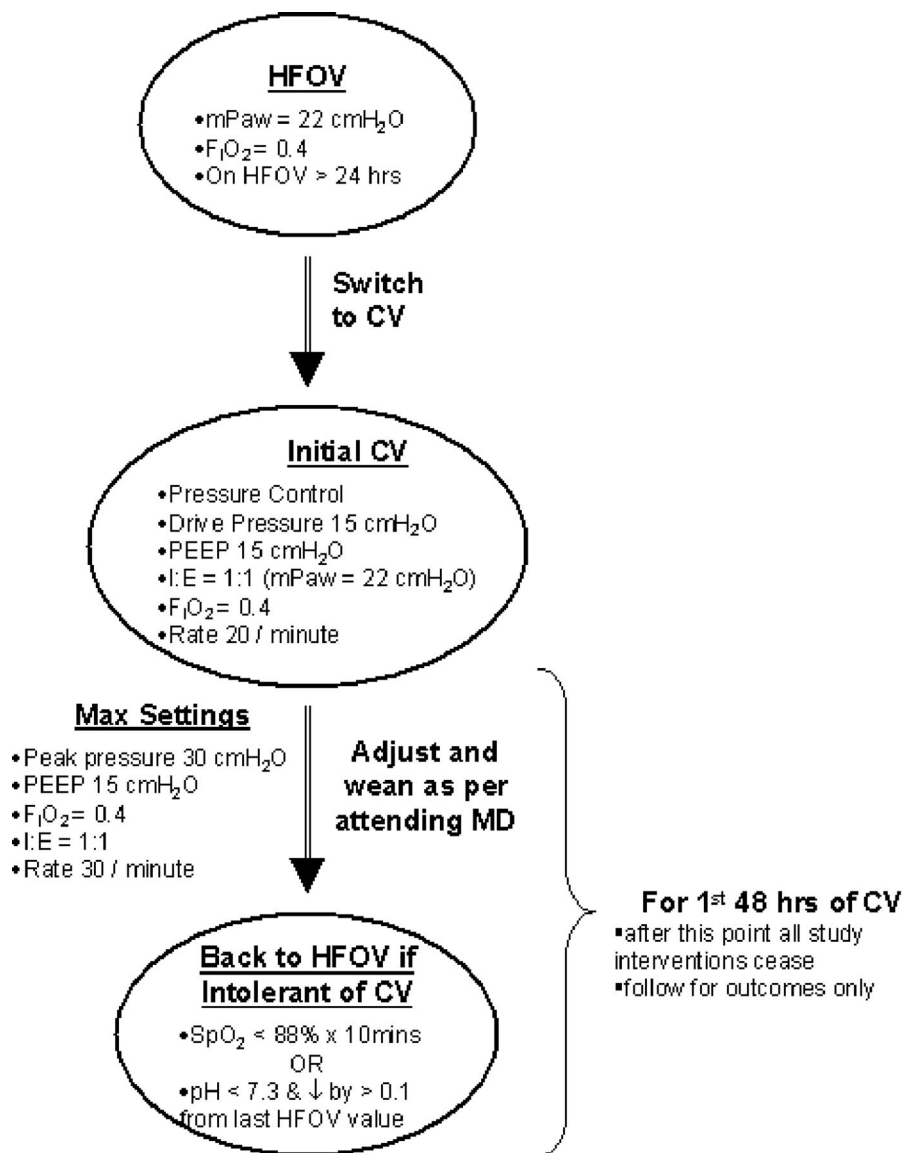 HFOV
•mPaw = 22 cmH₂O
•FᵢO₂= 0.4
•On HFOV > 24 hrs
Switch
to CV
Initial CV
•Pressure Control
•Drive Pressure 15 cmH₂O
•PEEP 15 cmH₂O
•I:E = 1:1 (mPaw = 22 cmH₂O)
•FᵢO₂= 0.4
•Rate 20 / minute
Max Settings
•Peak pressure 30 cmH₂O
•PEEP 15 cmH₂O
•FᵢO₂= 0.4
•I:E = 1:1
•Rate 30 / minute
Adjust and
wean as per
attending MD
Back to HFOV if
Intolerant of CV
•SpO₂ < 88% x 10mins
OR
•pH < 7.3 & ↓ by > 0.1
from last HFOV value
For 1ˢᵗ 48 hrs of CV
▪after this point all study
interventions cease
▪follow for outcomes only